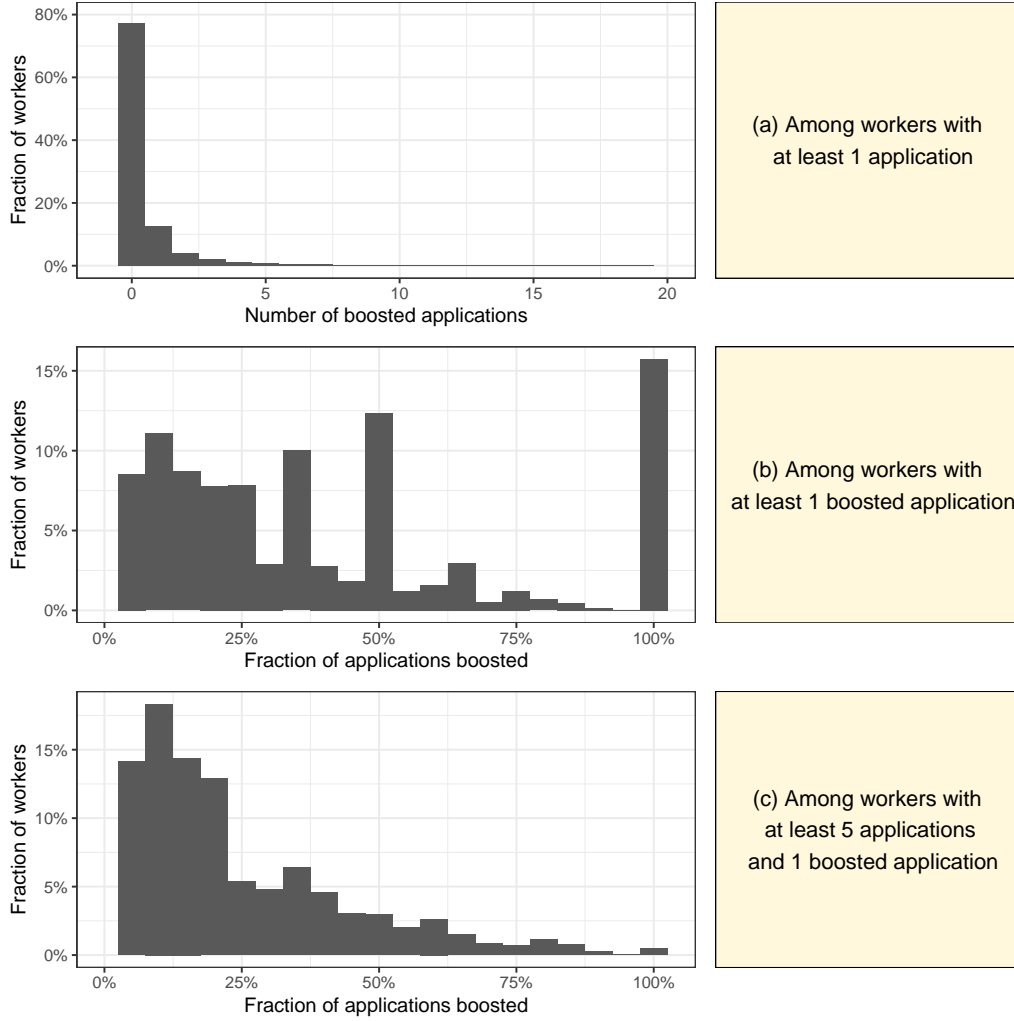 80%
60%
40%
20%
0%
Fraction of workers
0 5 10 15 20
Number of boosted applications
(a) Among workers with
at least 1 application
15%
10%
5%
0%
Fraction of workers
0% 25% 50% 75% 100%
Fraction of applications boosted
(b) Among workers with
at least 1 boosted application
15%
10%
5%
0%
Fraction of workers
0% 25% 50% 75% 100%
Fraction of applications boosted
(c) Among workers with
at least 5 applications
and 1 boosted application